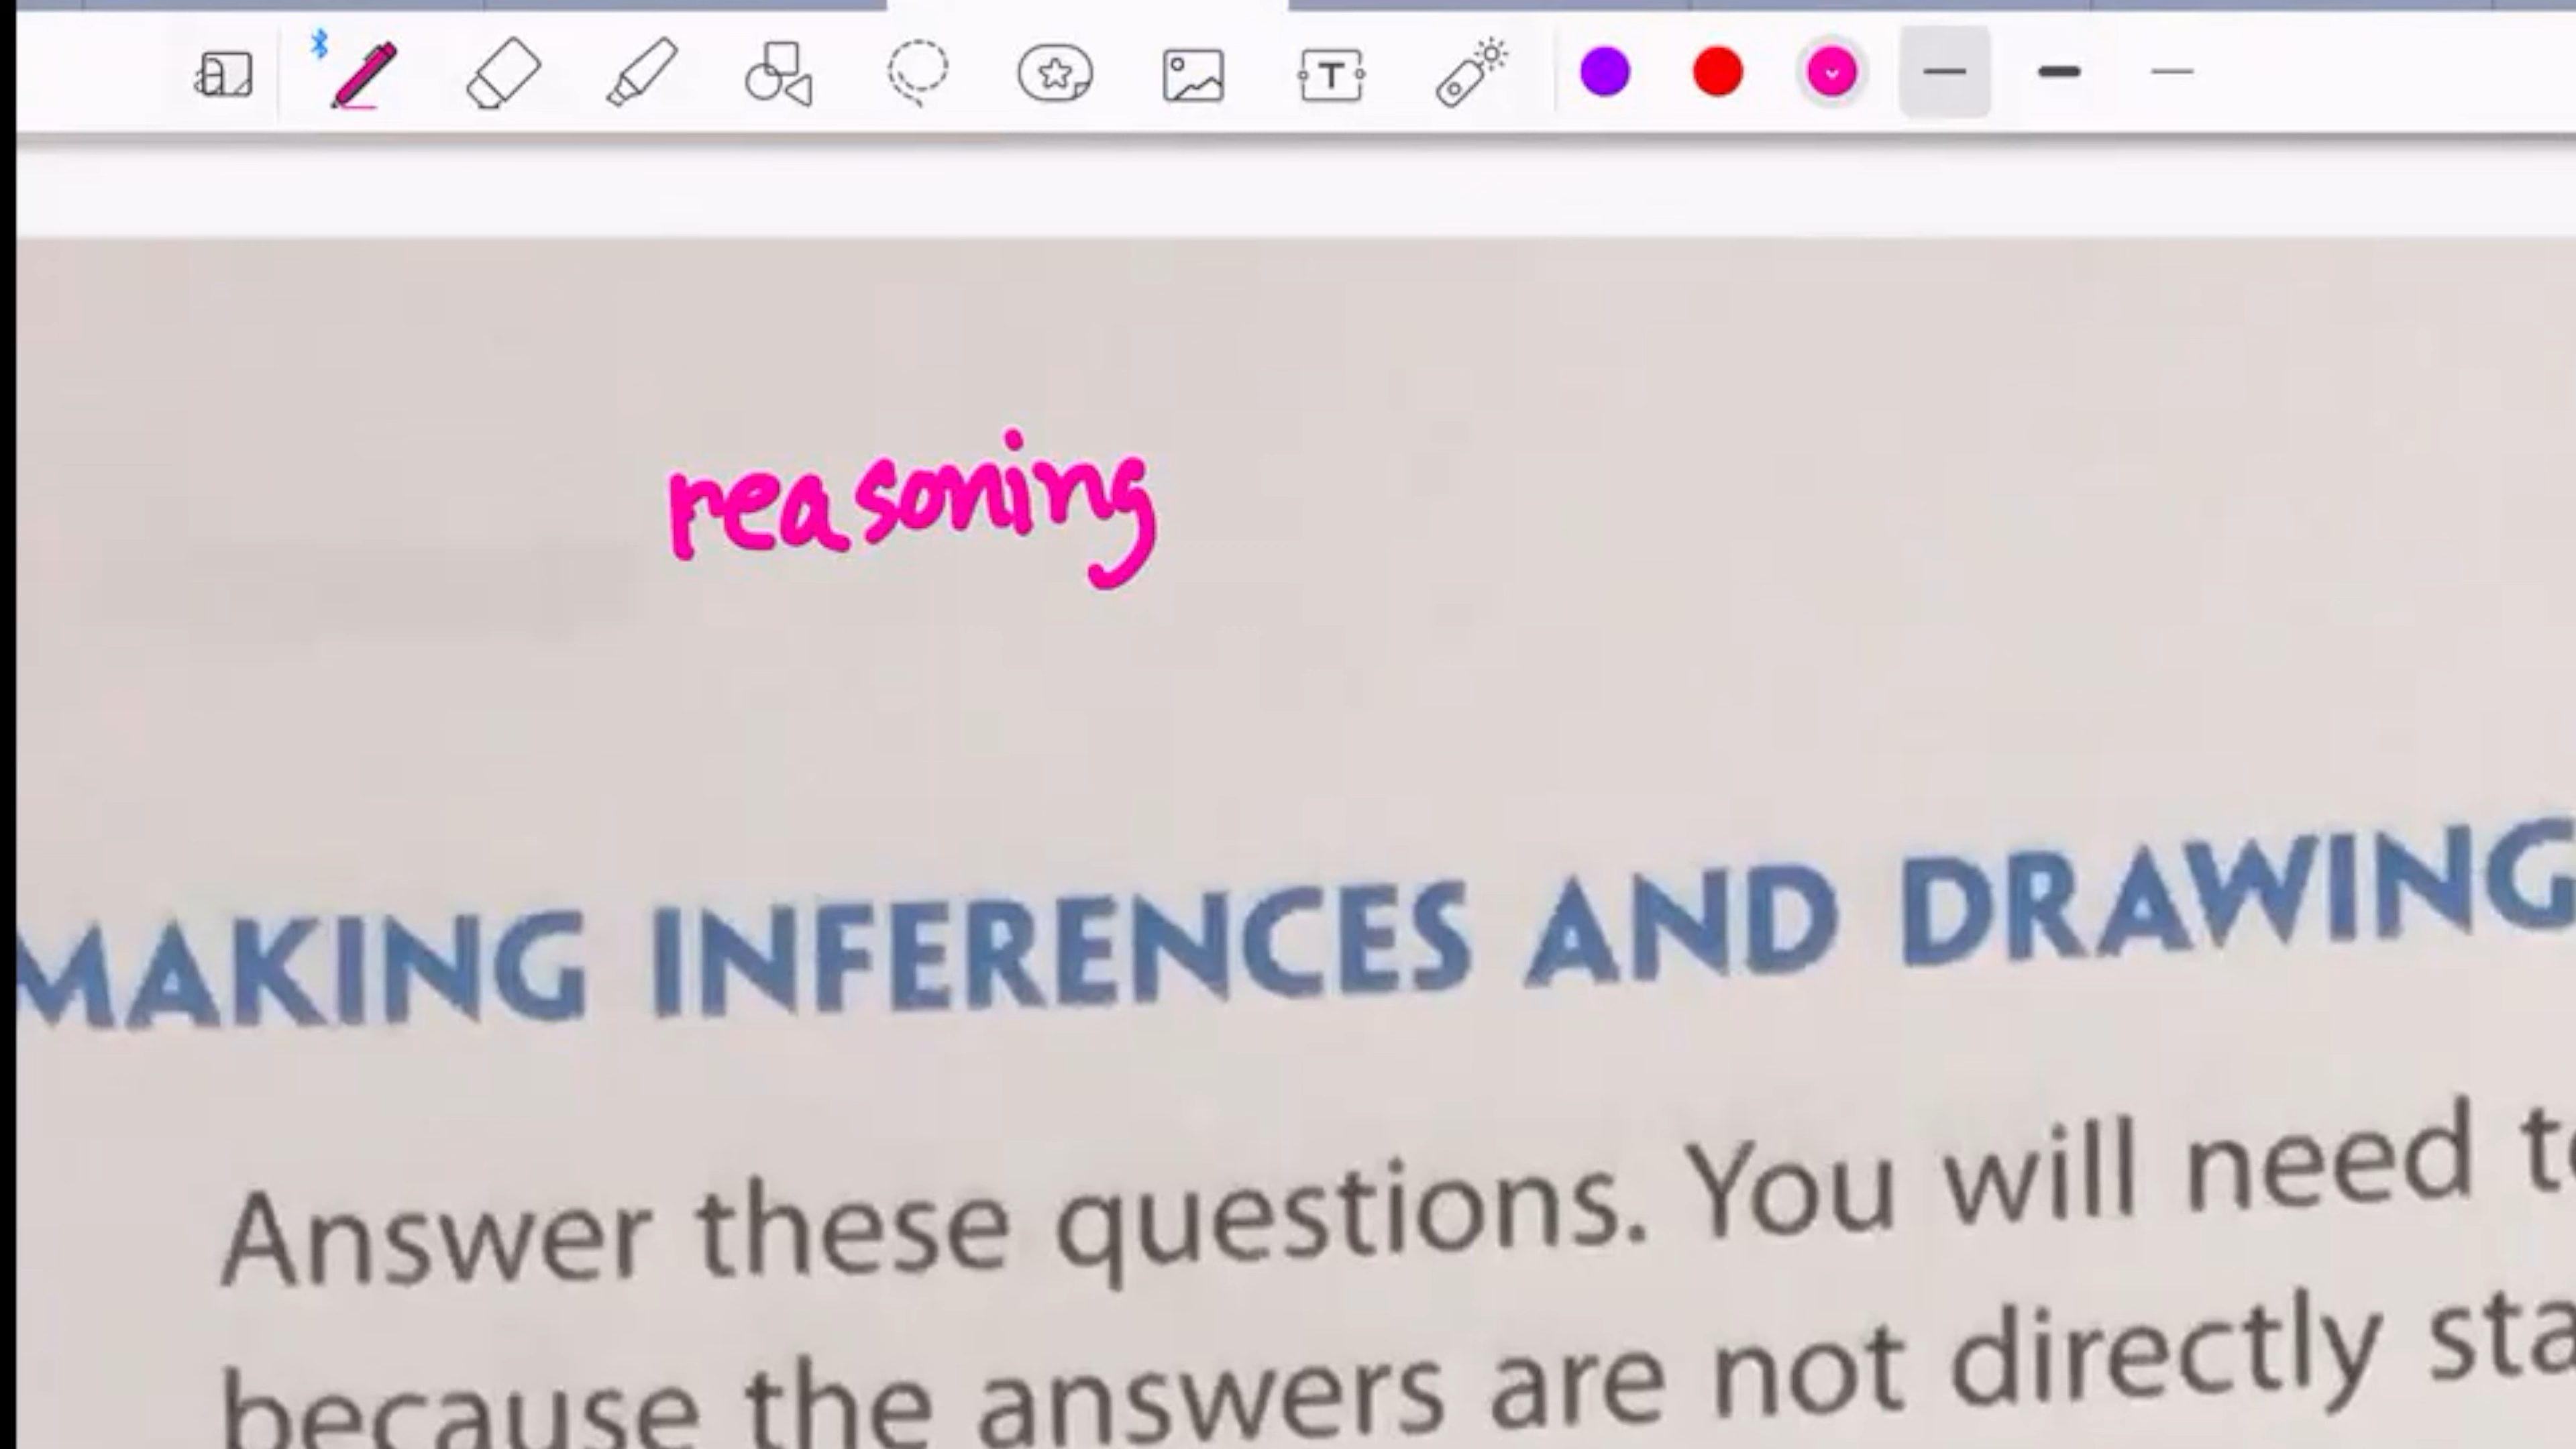 reasoning
MAKING INFERENCES AND DRAWING
Answer these questions. You will need to
because the answers are not directly sta